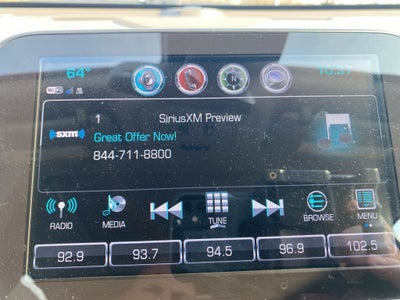 64° 10:37
WiFi
1 SiriusXM Preview
((sxm)) Great Offer Now!
844-711-8800
RADIO MEDIA TUNE BROWSE MENU
92.9 93.7 94.5 96.9 102.5